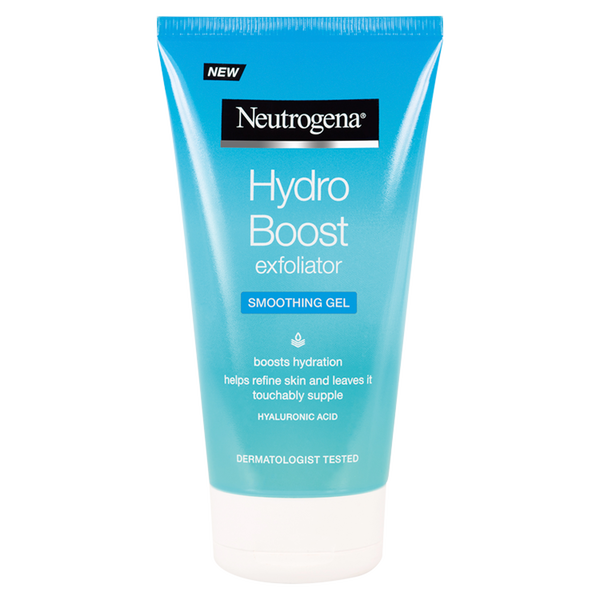 NEW
Neutrogena®
Hydro
Boost
exfoliator
SMOOTHING GEL
boosts hydration
helps refine skin and leaves it
touchably supple
HYALURONIC ACID
DERMATOLOGIST TESTED